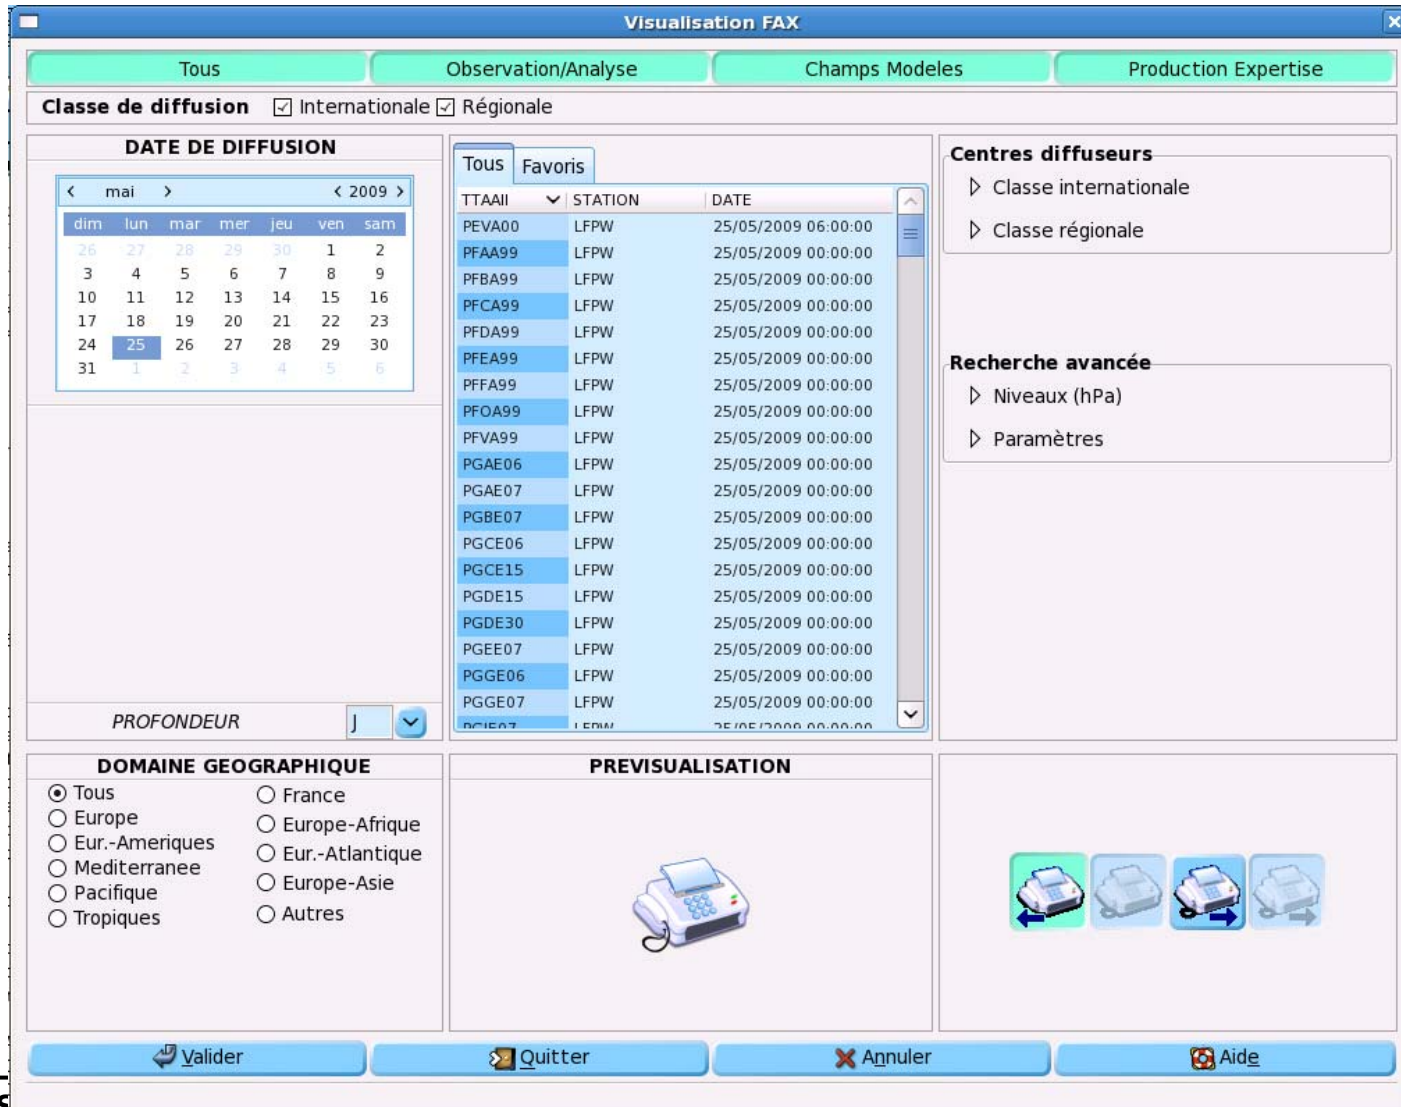 Visualisation FAX
Tous Observation/Analyse Champs Modeles Production Expertise
Classe de diffusion Internationale Régionale
DATE DE DIFFUSION
< mai > < 2009 >
dim lun mar mer jeu ven sam
26 27 28 29 30 1 2
3 4 5 6 7 8 9
10 11 12 13 14 15 16
17 18 19 20 21 22 23
24 25 26 27 28 29 30
31 1 2 3 4 5 6
PROFONDEUR J
Tous Favoris
TTAAII STATION DATE
PEVA00 LFPW 25/05/2009 06:00:00
PFAA99 LFPW 25/05/2009 00:00:00
PFBA99 LFPW 25/05/2009 00:00:00
PFCA99 LFPW 25/05/2009 00:00:00
PFDA99 LFPW 25/05/2009 00:00:00
PFEA99 LFPW 25/05/2009 00:00:00
PFFA99 LFPW 25/05/2009 00:00:00
PFOA99 LFPW 25/05/2009 00:00:00
PFVA99 LFPW 25/05/2009 00:00:00
PGAE06 LFPW 25/05/2009 00:00:00
PGAE07 LFPW 25/05/2009 00:00:00
PGBE07 LFPW 25/05/2009 00:00:00
PGCE06 LFPW 25/05/2009 00:00:00
PGCE15 LFPW 25/05/2009 00:00:00
PGDE15 LFPW 25/05/2009 00:00:00
PGDE30 LFPW 25/05/2009 00:00:00
PGEE07 LFPW 25/05/2009 00:00:00
PGGE06 LFPW 25/05/2009 00:00:00
PGGE07 LFPW 25/05/2009 00:00:00
Centres diffuseurs
Classe internationale
Classe régionale
Recherche avancée
Niveaux (hPa)
Paramètres
DOMAINE GEOGRAPHIQUE
Tous
Europe
Eur.-Ameriques
Mediterranee
Pacifique
Tropiques
France
Europe-Afrique
Eur.-Atlantique
Europe-Asie
Autres
PREVISUALISATION
Valider Quitter Annuler Aide